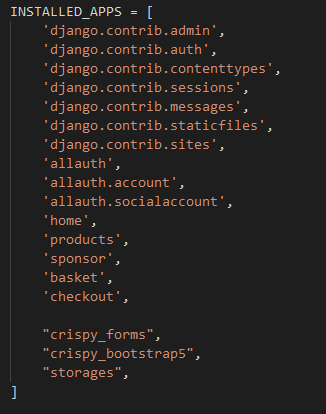 INSTALLED_APPS = [
    'django.contrib.admin',
    'django.contrib.auth',
    'django.contrib.contenttypes',
    'django.contrib.sessions',
    'django.contrib.messages',
    'django.contrib.staticfiles',
    'django.contrib.sites',
    'allauth',
    'allauth.account',
    'allauth.socialaccount',
    'home',
    'products',
    'sponsor',
    'basket',
    'checkout',

    "crispy_forms",
    "crispy_bootstrap5",
    "storages",
]